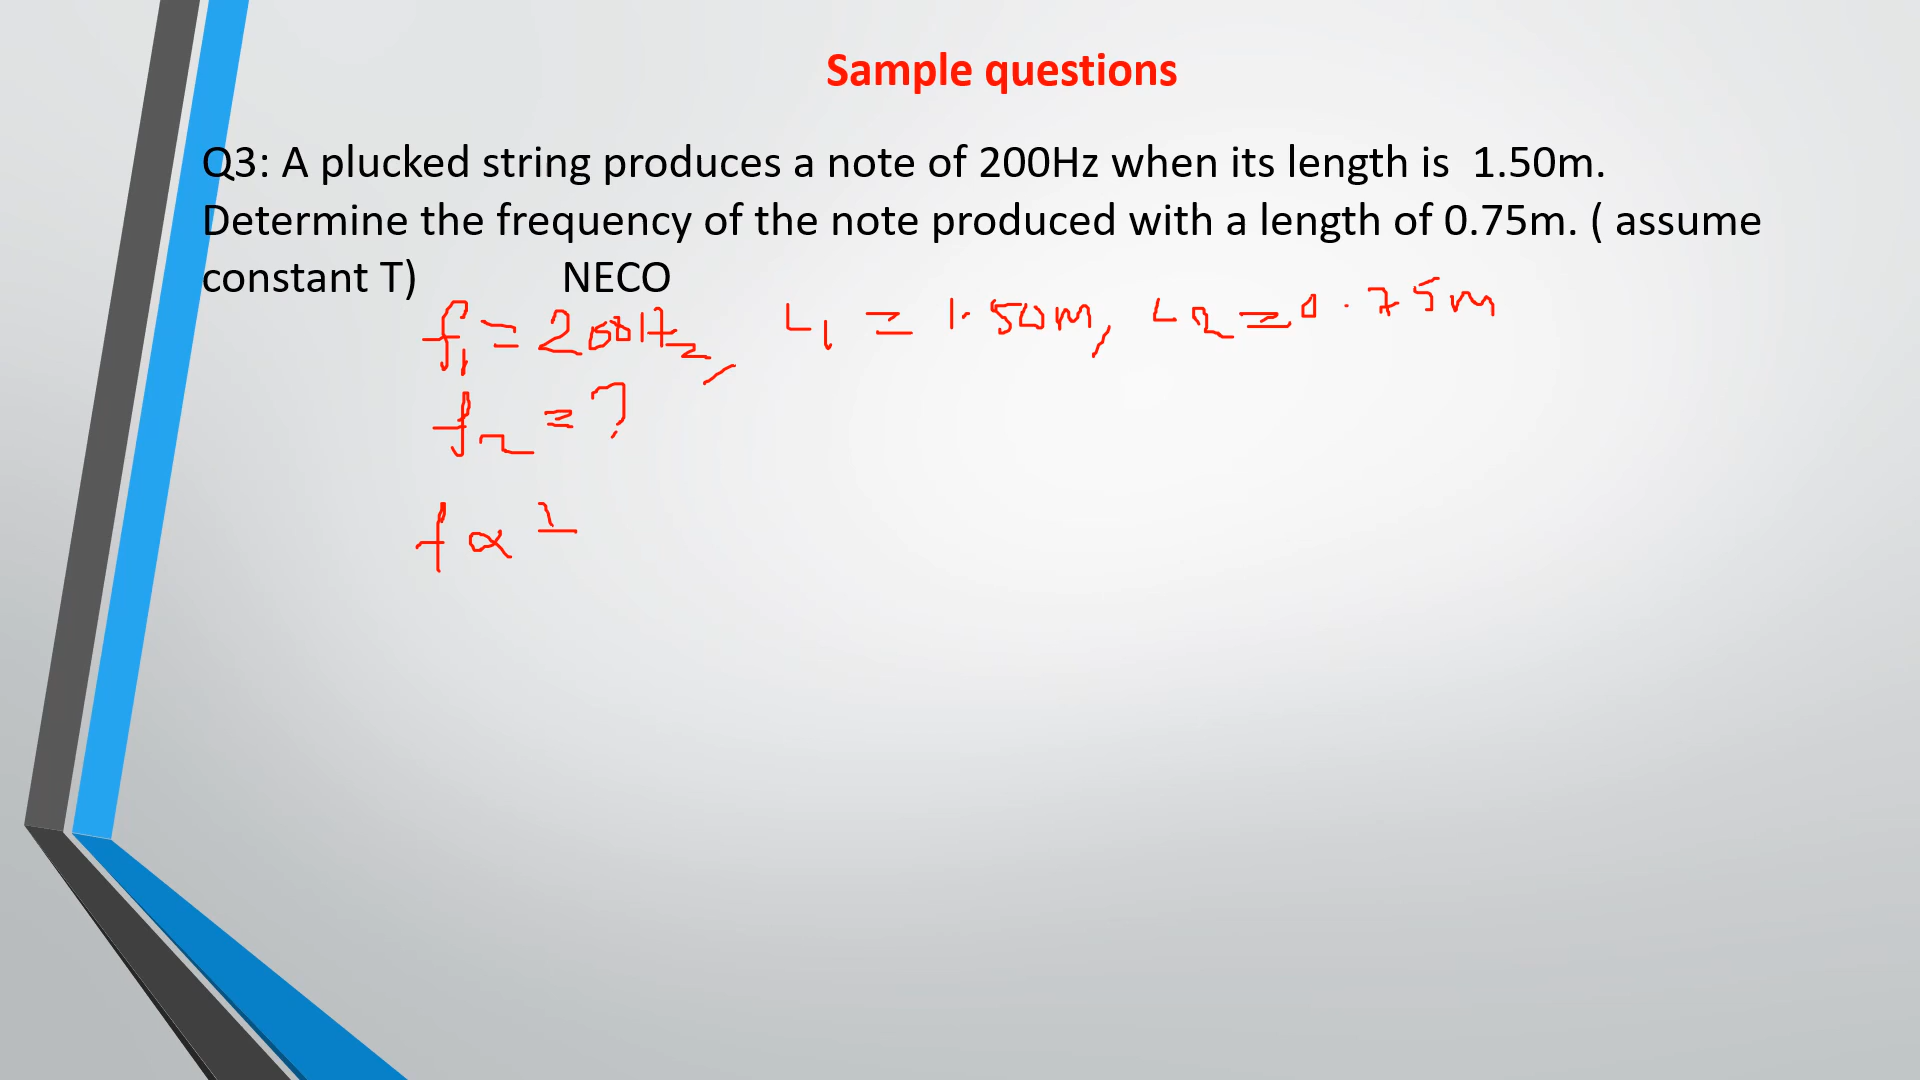 Sample questions
Q3: A plucked string produces a note of 200Hz when its length is 1.50m.
Determine the frequency of the note produced with a length of 0.75m. ( assume
constant T) NECO
f₁ = 200Hz, L₁ = 1.50m, L₂ = 0.75m
f₂ = ?
f ∝ 1